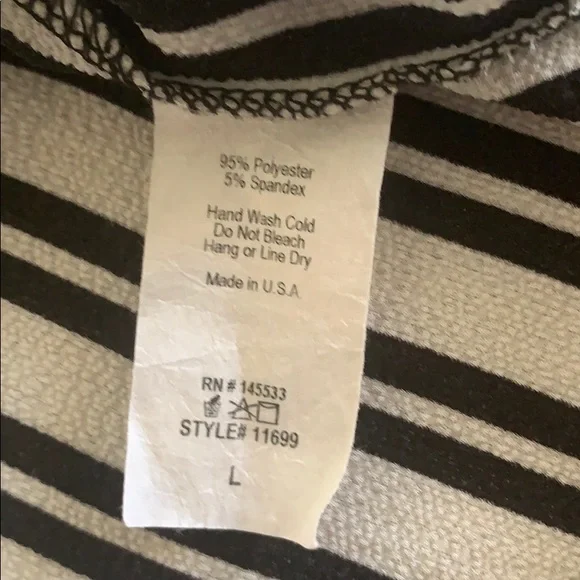 95% Polyester
5% Spandex
Hand Wash Cold
Do Not Bleach
Hang or Line Dry
Made in U.S.A
RN # 145533
STYLE# 11699
L